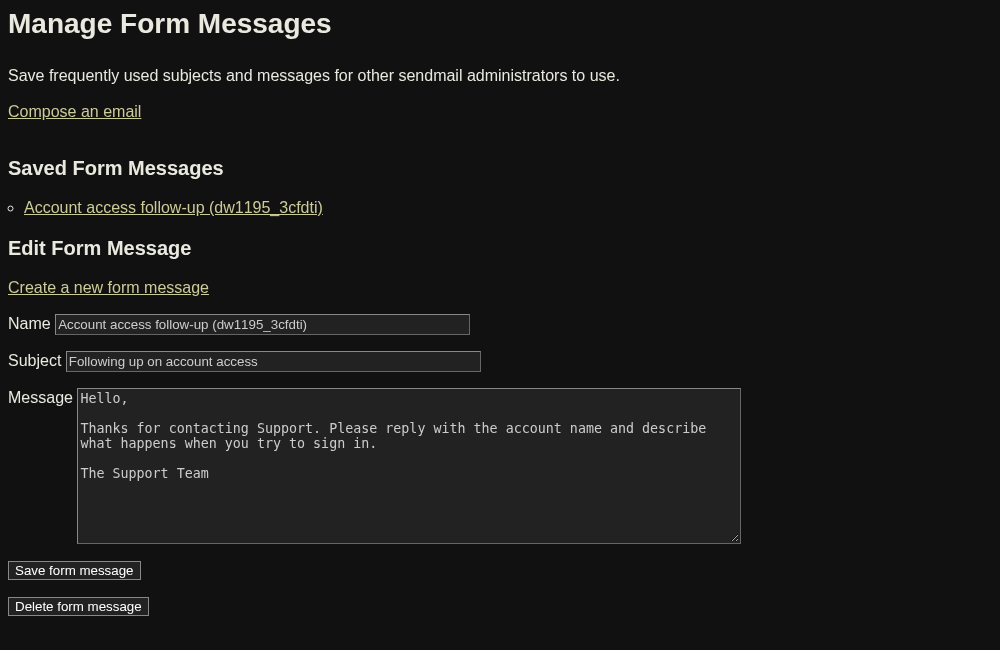 Manage Form Messages
Save frequently used subjects and messages for other sendmail administrators to use.
Compose an email
Saved Form Messages
Account access follow-up (dw1195_3cfdti)
Edit Form Message
Create a new form message
Name Account access follow-up (dw1195_3cfdti)
Subject Following up on account access
Message Hello,
Thanks for contacting Support. Please reply with the account name and describe
what happens when you try to sign in.
The Support Team
Save form message
Delete form message